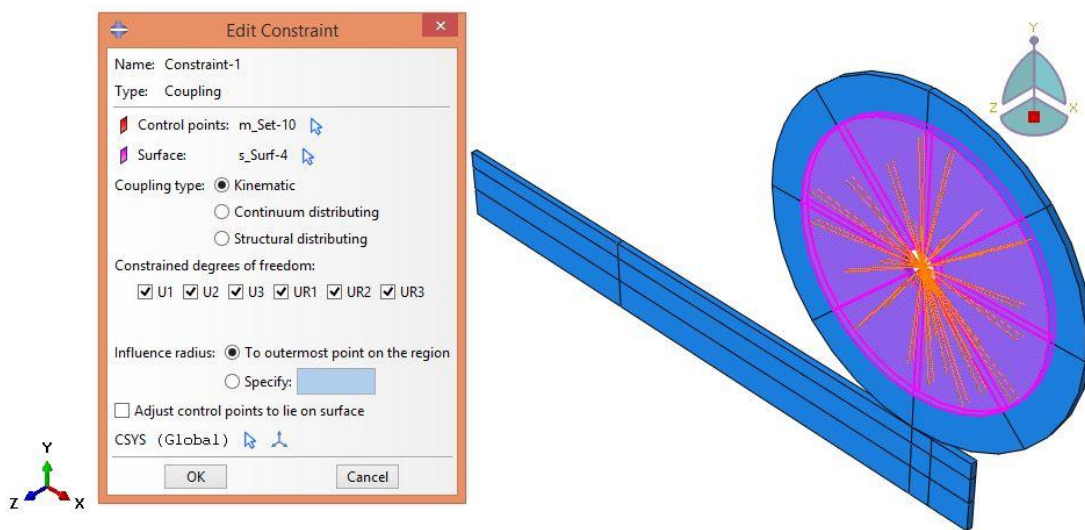 Edit Constraint
Name: Constraint-1
Type: Coupling
Control points: m_Set-10
Surface: s_Surf-4
Coupling type: Kinematic
Continuum distributing
Structural distributing
Constrained degrees of freedom:
U1 U2 U3 UR1 UR2 UR3
Influence radius: To outermost point on the region
Specify:
Adjust control points to lie on surface
CSYS (Global)
OK Cancel
Y
Z X
Y
Z X